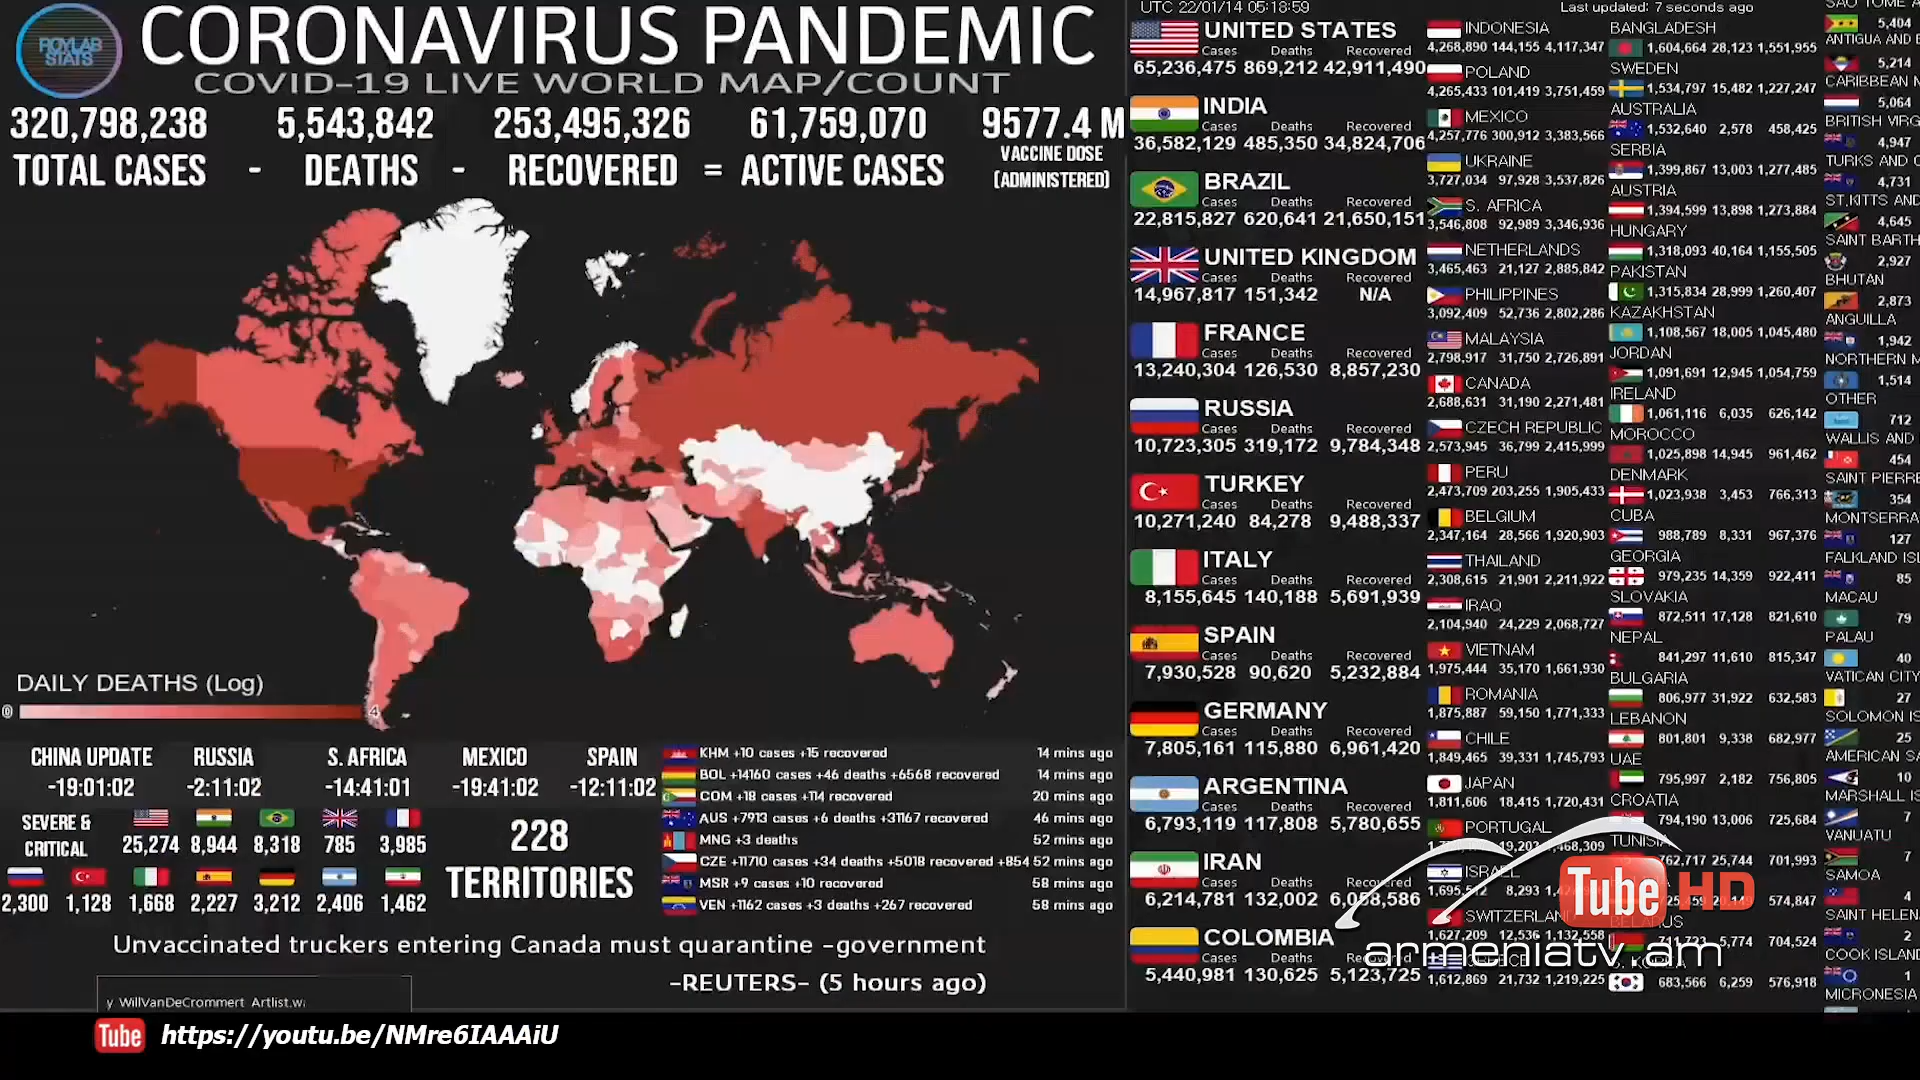 ROYLAB
STATS
CORONAVIRUS PANDEMIC
COVID-19 LIVE WORLD MAP/COUNT
320,798,238 5,543,842 253,495,326 61,759,070 9577.4 M
TOTAL CASES - DEATHS - RECOVERED = ACTIVE CASES VACCINE DOSE
(ADMINISTERED)
DAILY DEATHS (Log)
0 4
CHINA UPDATE RUSSIA S. AFRICA MEXICO SPAIN
-19:01:02 -2:11:02 -14:41:01 -19:41:02 -12:11:02
SEVERE &
CRITICAL
25,274 8,944 8,318 785 3,985
2,300 1,128 1,668 2,227 3,212 2,406 1,462
228
TERRITORIES
KHM +10 cases +15 recovered 14 mins ago
BOL +14160 cases +46 deaths +6568 recovered 14 mins ago
COM +18 cases +114 recovered 20 mins ago
AUS +7913 cases +6 deaths +31167 recovered 46 mins ago
MNG +3 deaths 52 mins ago
CZE +11710 cases +34 deaths +5018 recovered +854 52 mins ago
MSR +9 cases +10 recovered 58 mins ago
VEN +1162 cases +3 deaths +267 recovered 58 mins ago
Unvaccinated truckers entering Canada must quarantine -government
-REUTERS- (5 hours ago)
y WillVanDeCrommert Artlist.w
Tube https://youtu.be/NMre6IAAAiU
UTC 22/01/14 05:18:59 Last updated: 7 seconds ago
UNITED STATES
Cases Deaths Recovered
65,236,475 869,212 42,911,490
INDIA
Cases Deaths Recovered
36,582,129 485,350 34,824,706
BRAZIL
Cases Deaths Recovered
22,815,827 620,641 21,650,151
UNITED KINGDOM
Cases Deaths Recovered
14,967,817 151,342 N/A
FRANCE
Cases Deaths Recovered
13,240,304 126,530 8,857,230
RUSSIA
Cases Deaths Recovered
10,723,305 319,172 9,784,348
TURKEY
Cases Deaths Recovered
10,271,240 84,278 9,488,337
ITALY
Cases Deaths Recovered
8,155,645 140,188 5,691,939
SPAIN
Cases Deaths Recovered
7,930,528 90,620 5,232,884
GERMANY
Cases Deaths Recovered
7,805,161 115,880 6,961,420
ARGENTINA
Cases Deaths Recovered
6,793,119 117,808 5,780,655
IRAN
Cases Deaths Recovered
6,214,781 132,002 6,058,586
COLOMBIA
Cases Deaths Recovered
5,440,981 130,625 5,123,725
INDONESIA
4,268,890 144,155 4,117,347
POLAND
4,265,433 101,419 3,751,459
MEXICO
4,257,776 300,912 3,383,566
UKRAINE
3,727,034 97,928 3,537,826
S. AFRICA
3,546,808 92,989 3,346,936
NETHERLANDS
3,465,463 21,127 2,885,842
PHILIPPINES
3,092,409 52,736 2,802,286
MALAYSIA
2,798,917 31,750 2,726,891
CANADA
2,688,631 31,190 2,271,481
CZECH REPUBLIC
2,573,945 36,799 2,415,999
PERU
2,473,709 203,255 1,905,433
BELGIUM
2,347,164 28,566 1,920,903
THAILAND
2,308,615 21,901 2,211,922
IRAQ
2,104,940 24,229 2,068,727
VIETNAM
1,975,444 35,170 1,661,930
ROMANIA
1,875,887 59,150 1,771,333
CHILE
1,849,465 39,331 1,745,793
JAPAN
1,811,606 18,415 1,720,431
PORTUGAL
ISRAEL
8,293
SWITZERLAND
1,627,209 12,536 1,132,558
GREECE
1,612,869 21,732 1,219,225
BANGLADESH
1,604,664 28,123 1,551,955
SWEDEN
1,534,797 15,482 1,227,247
AUSTRALIA
1,532,640 2,578 458,425
SERBIA
1,399,867 13,003 1,277,485
AUSTRIA
1,394,599 13,898 1,273,884
HUNGARY
1,318,093 40,164 1,155,505
PAKISTAN
1,315,834 28,999 1,260,407
KAZAKHSTAN
1,108,567 18,005 1,045,480
JORDAN
1,091,691 12,945 1,054,759
IRELAND
1,061,116 6,035 626,142
MOROCCO
1,025,898 14,945 961,462
DENMARK
1,023,938 3,453 766,313
CUBA
988,789 8,331 967,376
GEORGIA
979,235 14,359 922,411
SLOVAKIA
872,511 17,128 821,610
NEPAL
841,297 11,610 815,347
BULGARIA
806,977 31,922 632,583
LEBANON
801,801 9,338 682,977
UAE
795,997 2,182 756,805
CROATIA
794,190 13,006 725,684
TUNISIA
762,717 25,744 701,993
574,847
BELARUS
711,723 5,774 704,524
683,566 6,259 576,918
SAO TOME A
5,404
ANTIGUA AND B
5,214
CARIBBEAN N
5,064
BRITISH VIRG
4,947
TURKS AND C
4,731
ST.KITTS AND
4,645
SAINT BARTH
2,927
BHUTAN
2,873
ANGUILLA
1,942
NORTHERN M
1,514
OTHER
712
WALLIS AND
454
SAINT PIERRE
354
MONTSERRA
127
FALKLAND ISL
85
MACAU
79
PALAU
40
VATICAN CITY
27
SOLOMON IS
25
AMERICAN SA
10
MARSHALL IS
7
VANUATU
7
SAMOA
4
SAINT HELEN
2
COOK ISLAND
1
MICRONESIA
Tube HD
armeniatv.am